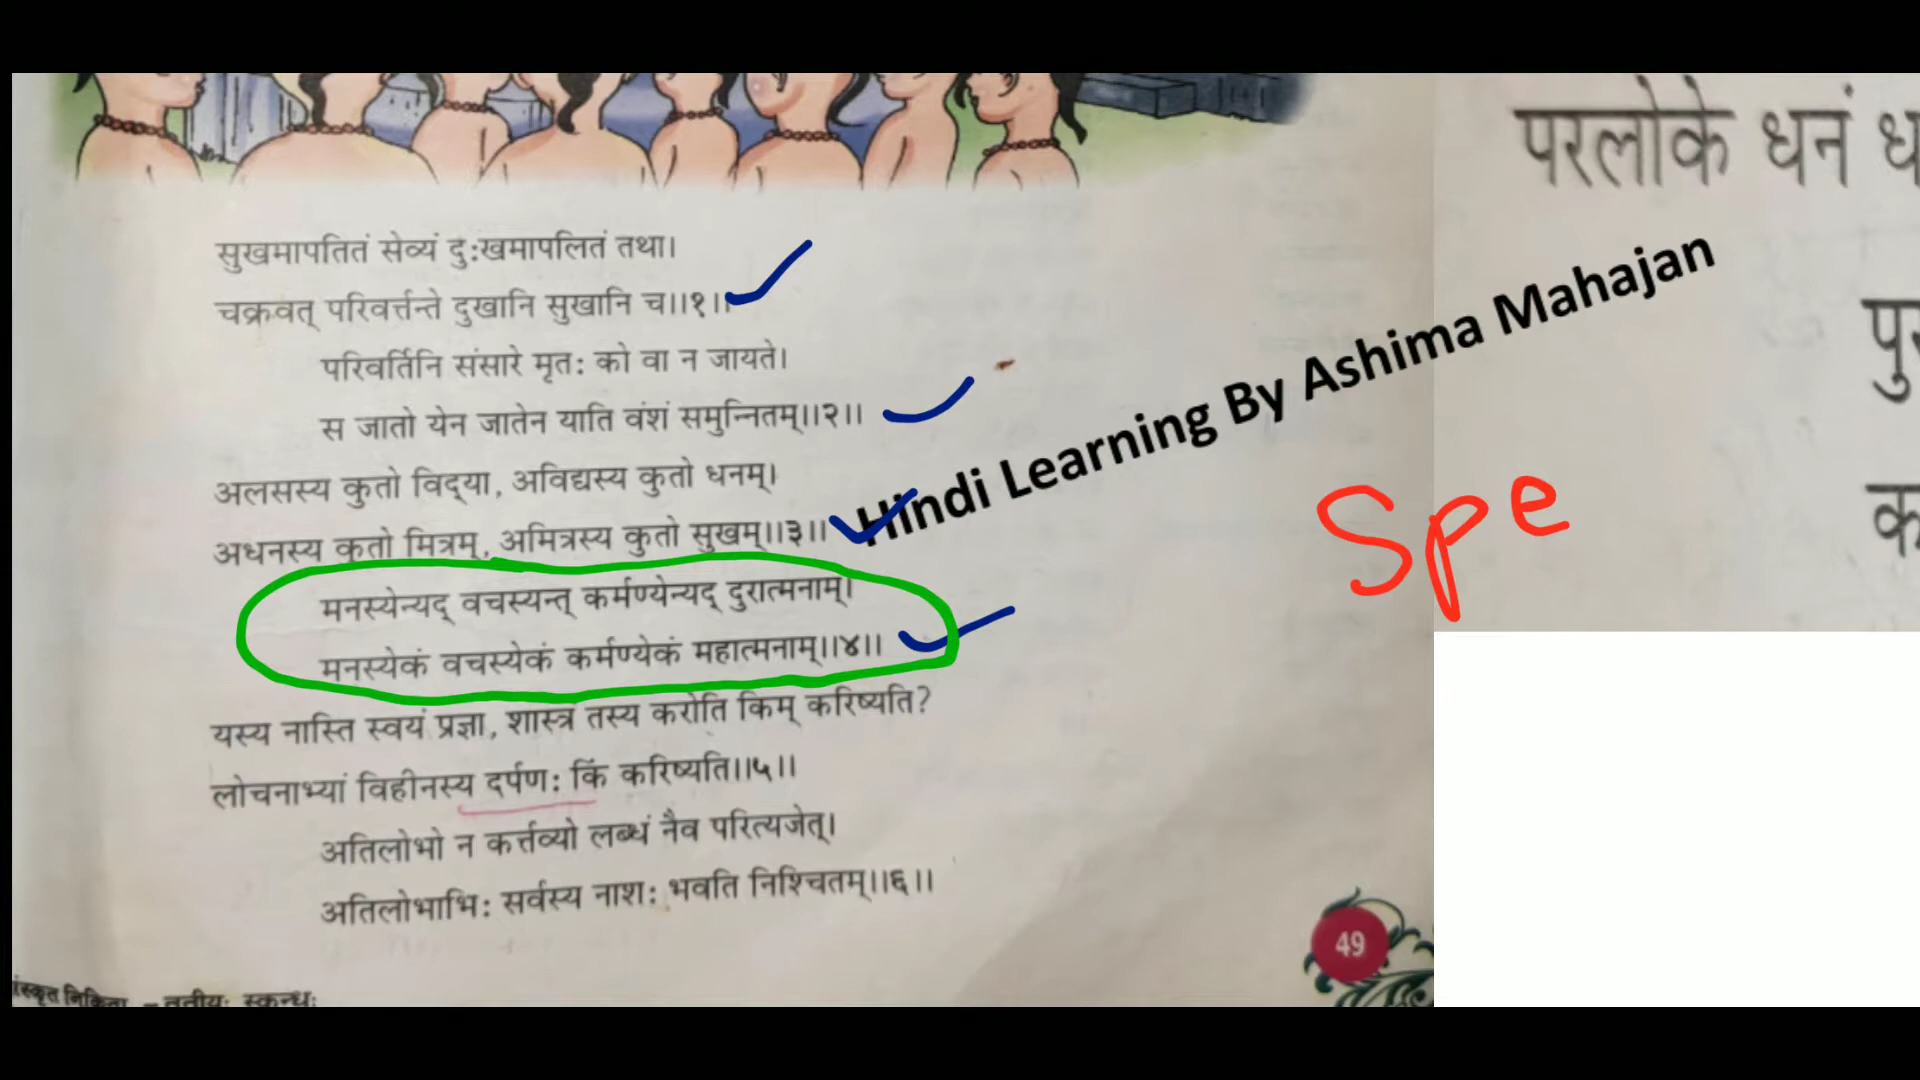 सुखमापतितं सेव्यं दुःखमापलितं तथा।
चक्रवत् परिवर्त्तन्ते दुखानि सुखानि च।।१।।
परिवर्तिनि संसारे मृतः को वा न जायते।
स जातो येन जातेन याति वंशं समुन्नितम्।।२।।
अलसस्य कुतो विद्या, अविद्यस्य कुतो धनम्।
अधनस्य कुतो मित्रम्, अमित्रस्य कुतो सुखम्।।३।।
मनस्येन्यद् वचस्यन्त् कर्मण्येन्यद् दुरात्मनाम्।
मनस्येकं वचस्येकं कर्मण्येकं महात्मनाम्।।४।।
यस्य नास्ति स्वयं प्रज्ञा, शास्त्रं तस्य करोति किम् करिष्यति?
लोचनाभ्यां विहीनस्य दर्पणः किं करिष्यति।।५।।
अतिलोभो न कर्त्तव्यो लब्धं नैव परित्यजेत्।
अतिलोभाभिः सर्वस्य नाशः भवति निश्चितम्।।६।।
49
तृतीयः स्कन्धः
Hindi Learning By Ashima Mahajan
Spe
परलोके धनं